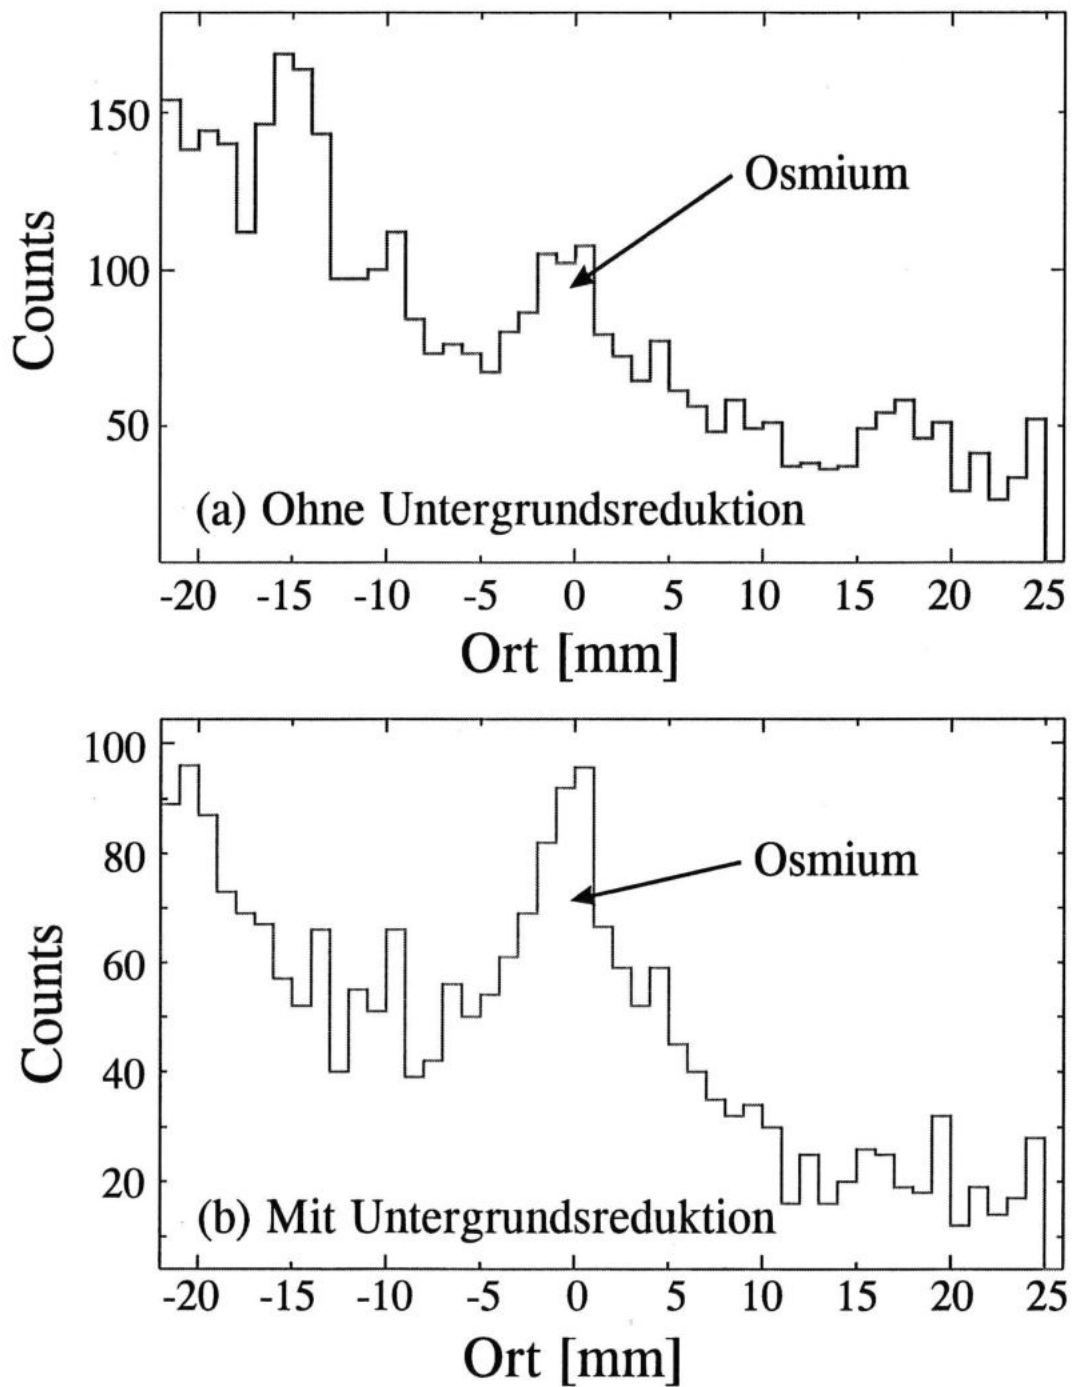 150
100
50
Counts
Osmium
(a) Ohne Untergrundsreduktion
-20 -15 -10 -5 0 5 10 15 20 25
Ort [mm]
100
80
60
40
20
Counts
Osmium
(b) Mit Untergrundsreduktion
-20 -15 -10 -5 0 5 10 15 20 25
Ort [mm]